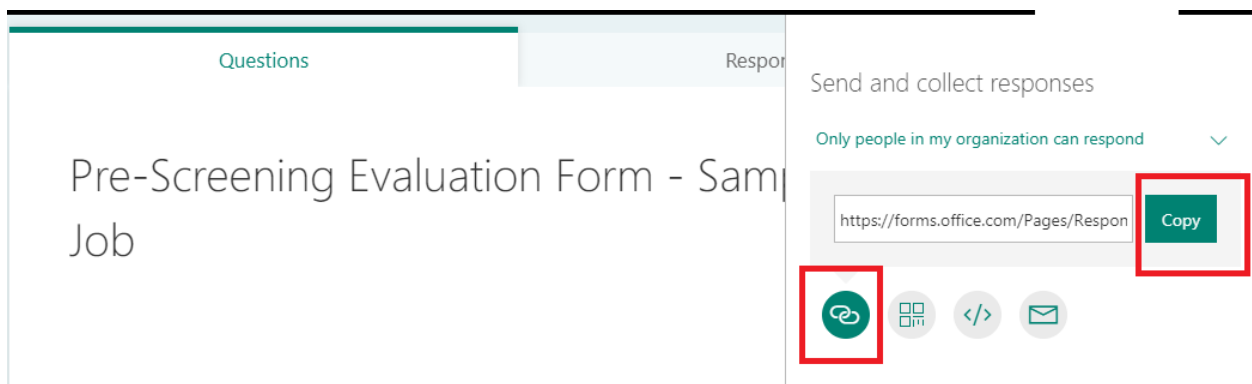 Questions
Respor
Send and collect responses
Only people in my organization can respond
Pre-Screening Evaluation Form - Sam
Job
https://forms.office.com/Pages/Respon
Copy